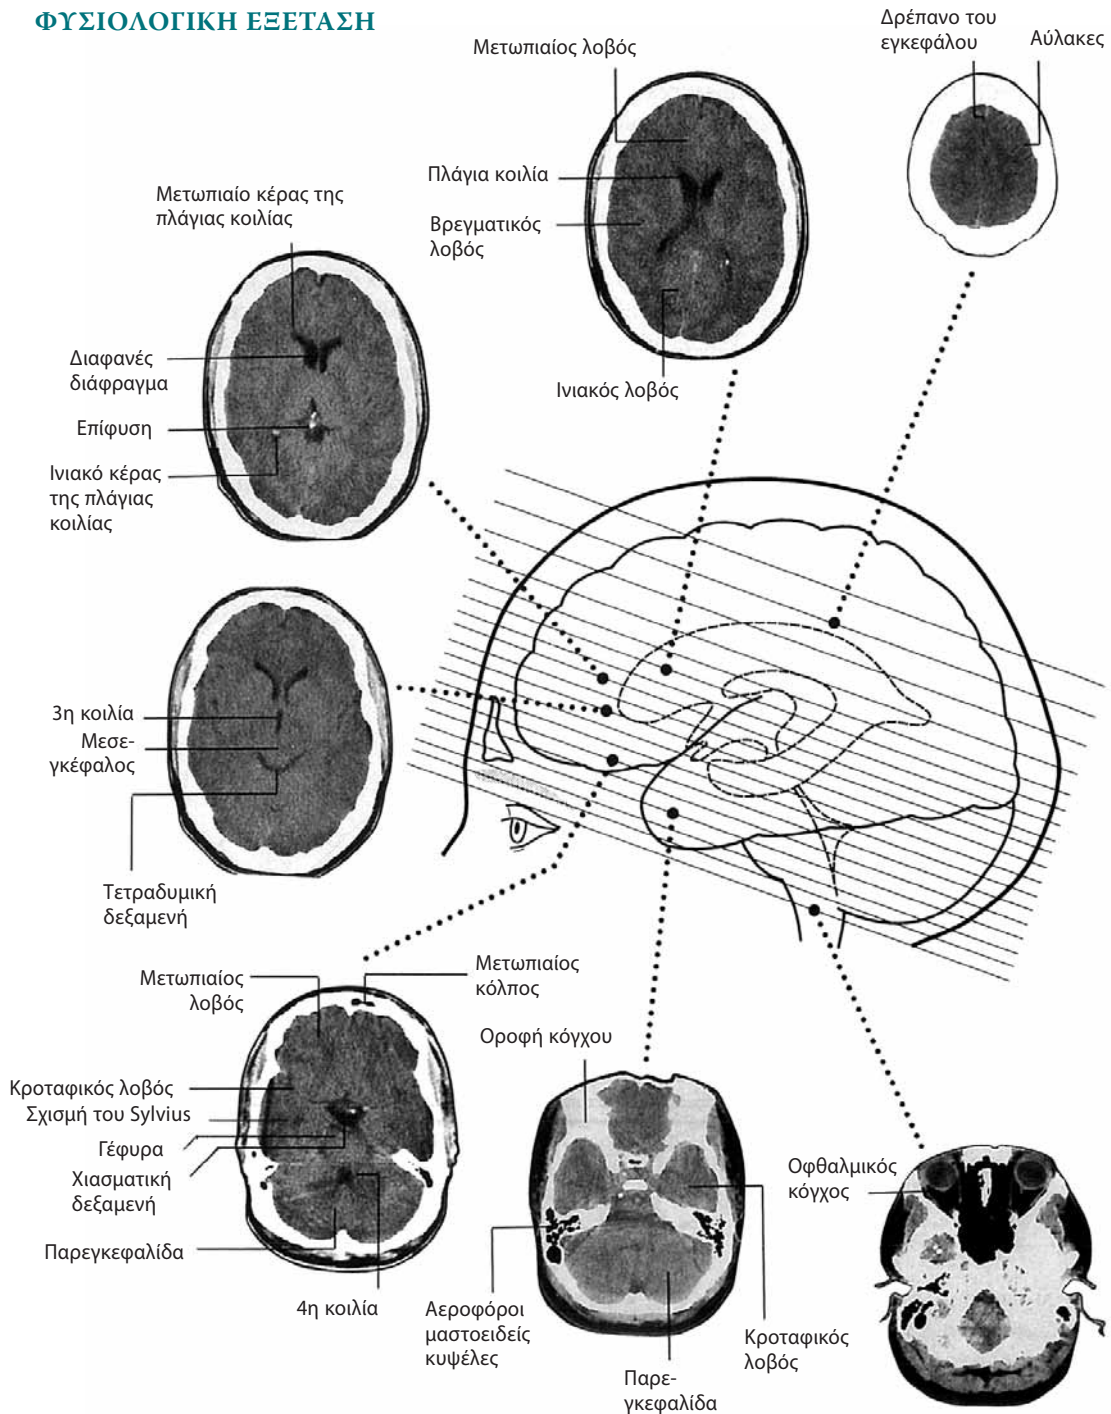 ΦΥΣΙΟΛΟΓΙΚΗ ΕΞΕΤΑΣΗ
Μετωπιαίος λοβός
Δρέπανο του
εγκεφάλου
Αύλακες
Πλάγια κοιλία
Βρεγματικός
λοβός
Ινιακός λοβός
Μετωπιαίο κέρας της
πλάγιας κοιλίας
Διαφανές
διάφραγμα
Επίφυση
Ινιακό κέρας
της πλάγιας
κοιλίας
3η κοιλία
Μεσε-
γκέφαλος
Τετραδυμική
δεξαμενή
Μετωπιαίος
λοβός
Μετωπιαίος
κόλπος
Κροταφικός λοβός
Σχισμή του Sylvius
Γέφυρα
Χιασματική
δεξαμενή
Παρεγκεφαλίδα
4η κοιλία
Οροφή κόγχου
Αεροφόροι
μαστοειδείς
κυψέλες
Παρε-
γκεφαλίδα
Κροταφικός
λοβός
Οφθαλμικός
κόγχος